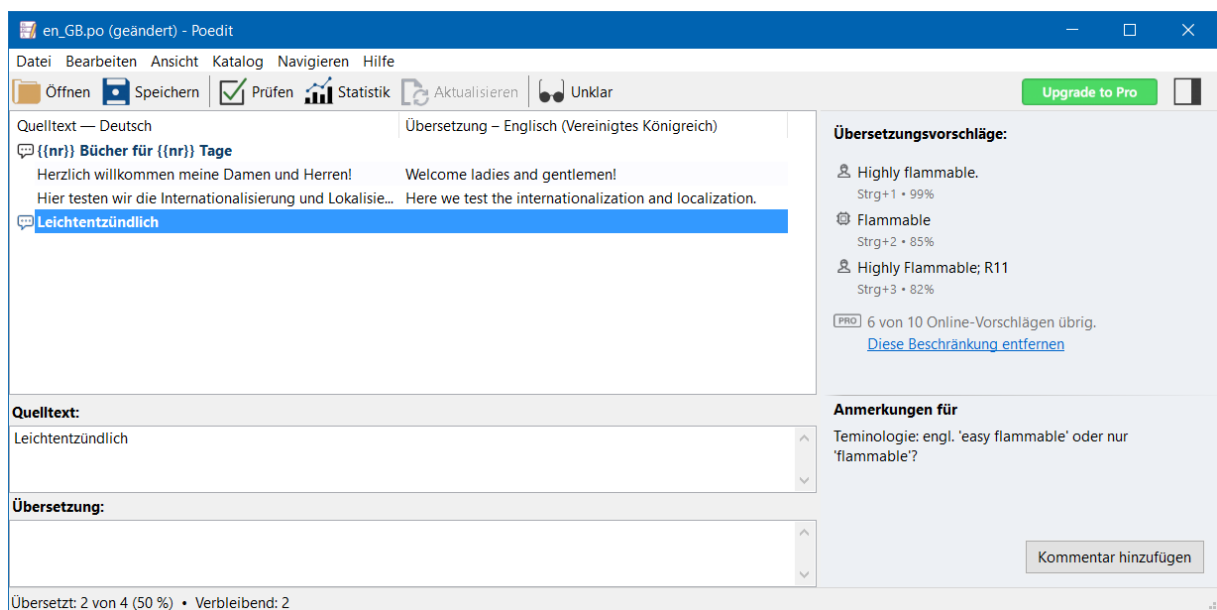 en_GB.po (geändert) - Poedit
Datei Bearbeiten Ansicht Katalog Navigieren Hilfe
Öffnen Speichern Prüfen Statistik Aktualisieren Unklar Upgrade to Pro
Quelltext — Deutsch Übersetzung – Englisch (Vereinigtes Königreich)
{{nr}} Bücher für {{nr}} Tage
Herzlich willkommen meine Damen und Herren! Welcome ladies and gentlemen!
Hier testen wir die Internationalisierung und Lokalisie... Here we test the internationalization and localization.
Leichtentzündlich
Übersetzungsvorschläge:
Highly flammable.
Strg+1 • 99%
Flammable
Strg+2 • 85%
Highly Flammable; R11
Strg+3 • 82%
PRO 6 von 10 Online-Vorschlägen übrig.
Diese Beschränkung entfernen
Quelltext:
Leichtentzündlich
Übersetzung:
Anmerkungen für
Teminologie: engl. 'easy flammable' oder nur
'flammable'?
Kommentar hinzufügen
Übersetzt: 2 von 4 (50 %) • Verbleibend: 2